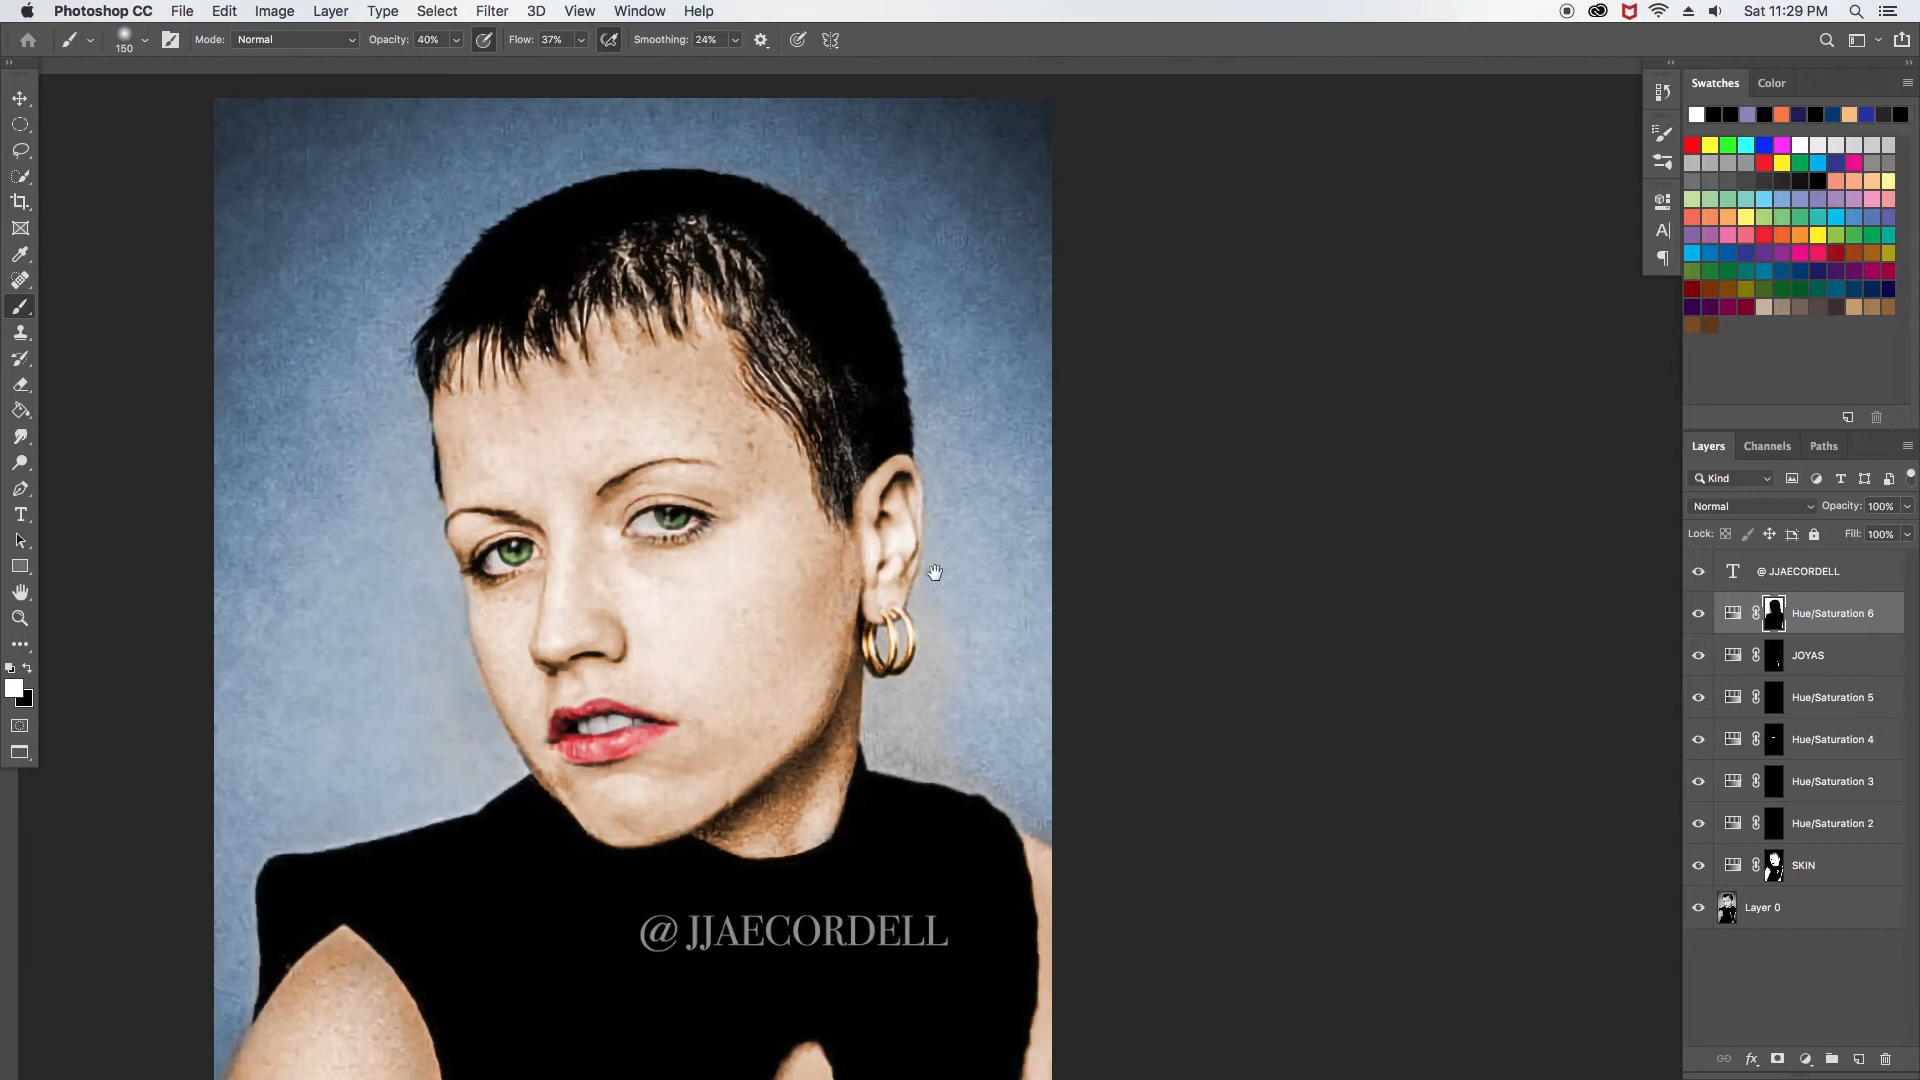 Photoshop CC File Edit Image Layer Type Select Filter 3D View Window Help Sat 11:29 PM
150 Mode: Normal Opacity: 40% Flow: 37% Smoothing: 24%
Swatches Color
Layers Channels Paths
Kind
Normal Opacity: 100%
Lock: Fill: 100%
@ JJAECORDELL
Hue/Saturation 6
JOYAS
Hue/Saturation 5
Hue/Saturation 4
Hue/Saturation 3
Hue/Saturation 2
SKIN
Layer 0
@ JJAECORDELL